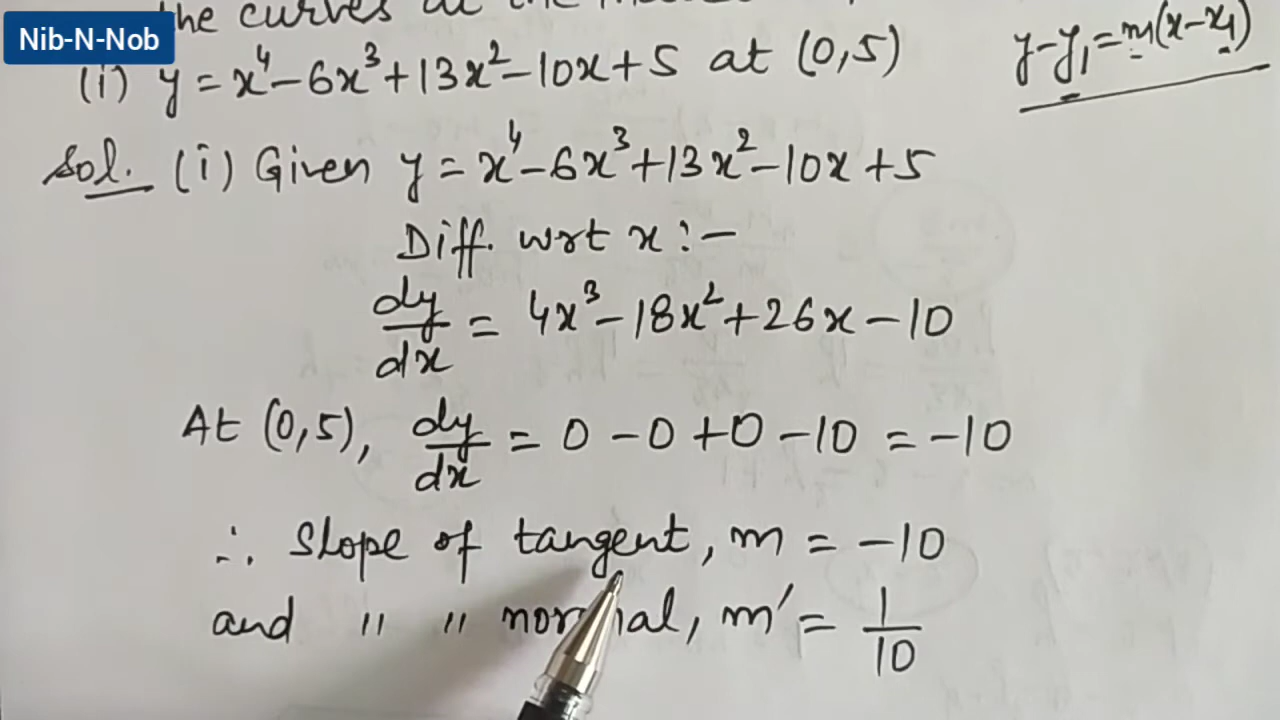 Nib-N-Nob
the curves at the
(i) y = x⁴ - 6x³ + 13x² - 10x + 5 at (0,5)
y - y₁ = m(x - x₁)
Sol. (i) Given y = x⁴ - 6x³ + 13x² - 10x + 5
Diff. wrt x :-
dy/dx = 4x³ - 18x² + 26x - 10
At (0,5), dy/dx = 0 - 0 + 0 - 10 = -10
∴ Slope of tangent, m = -10
and " " normal, m' = 1/10